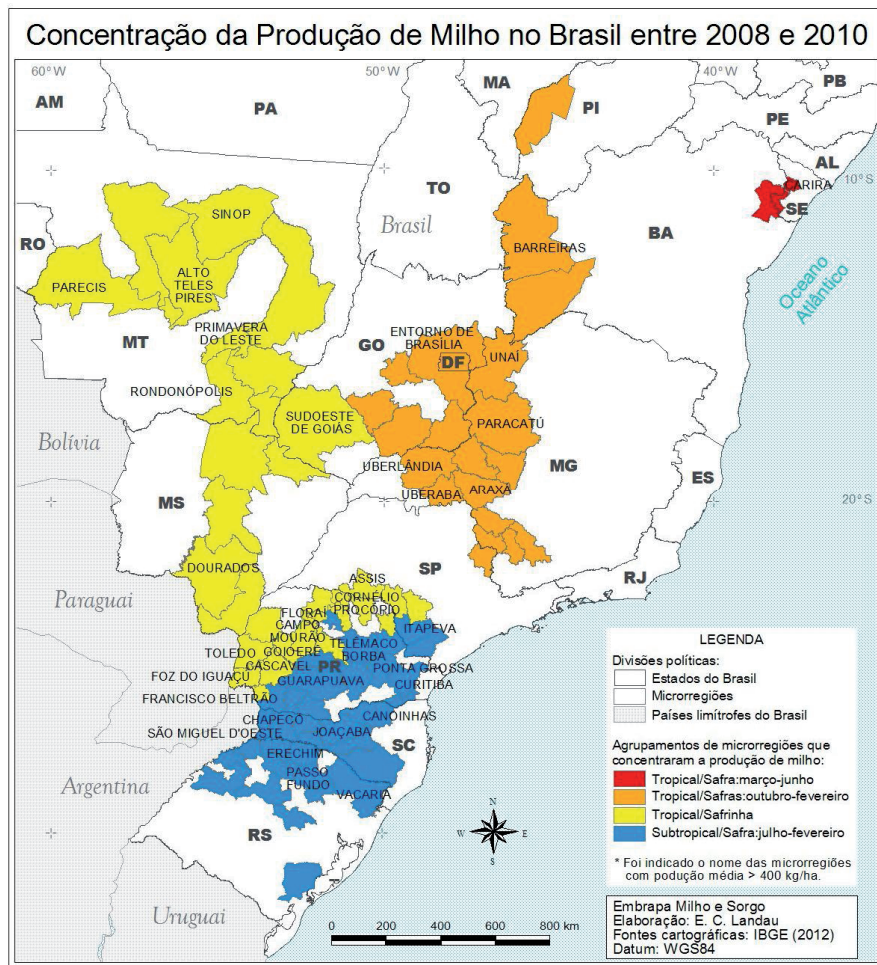 Concentração da Produção de Milho no Brasil entre 2008 e 2010
60°W
50°W
40°W
AM
PA
MA
PI
PB
PE
AL
10°S
CARIRA
SE
TO
Brasil
BA
RO
SINOP
PARECIS
ALTO
TELES
PIRES
BARREIRAS
Oceano
Atlântico
MT
PRIMAVERA
DO LESTE
GO
ENTORNO DE
BRASÍLIA
DF
UNAÍ
RONDONÓPOLIS
SUDOESTE
DE GOIÁS
PARACATÚ
Bolívia
UBERLÂNDIA
MG
ES
UBERABA
ARAXÁ
MS
20°S
DOURADOS
SP
RJ
Paraguai
ASSIS
CORNÉLIO
PROCÓPIO
FLORAÍ
CAMPO
MOURÃO
ITAPEVA
TELÊMACO
BORBA
TOLEDO
GOIOERÊ
CASCAVEL
PR
PONTA GROSSA
FOZ DO IGUAÇÚ
GUARAPUAVA
CURITIBA
FRANCISCO BELTRÃO
CHAPECÓ
CANOINHAS
SÃO MIGUEL D'OESTE
JOAÇABA
SC
ERECHIM
Argentina
PASSO
FUNDO
VACARIA
RS
Uruguai
N
W
E
S
0
200
400
600
800 km
LEGENDA
Divisões políticas:
Estados do Brasil
Microrregiões
Países limítrofes do Brasil
Agrupamentos de microrregiões que
concentraram a produção de milho:
Tropical/Safra:março-junho
Tropical/Safras:outubro-fevereiro
Tropical/Safrinha
Subtropical/Safra:julho-fevereiro
* Foi indicado o nome das microrregiões
com podução média > 400 kg/ha.
Embrapa Milho e Sorgo
Elaboração: E. C. Landau
Fontes cartográficas: IBGE (2012)
Datum: WGS84